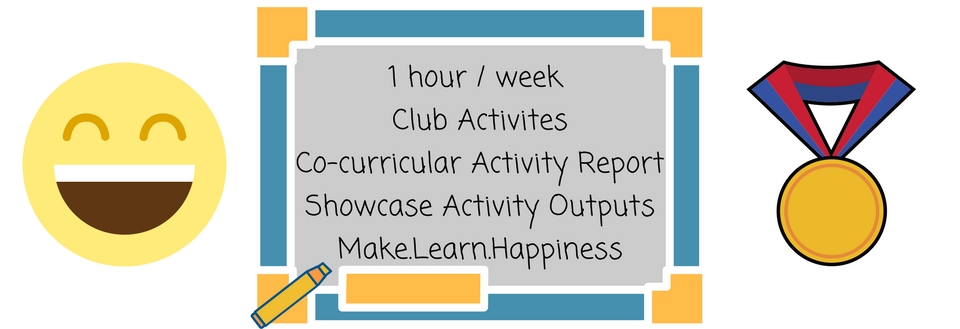 1 hour / week
Club Activites
Co-curricular Activity Report
Showcase Activity Outputs
Make.Learn.Happiness